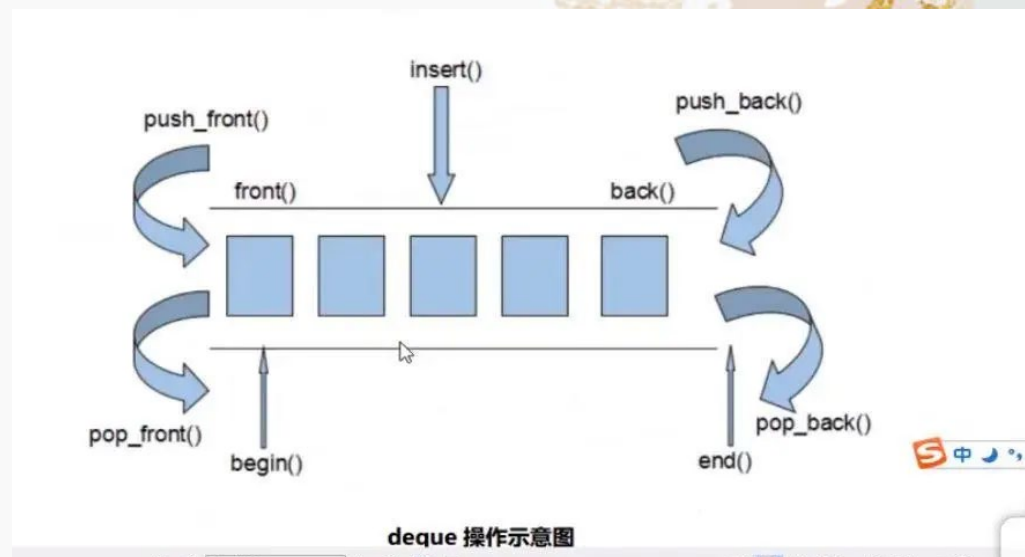 insert()
push_front()
push_back()
front()
back()
pop_front()
begin()
end()
pop_back()
中
deque 操作示意图